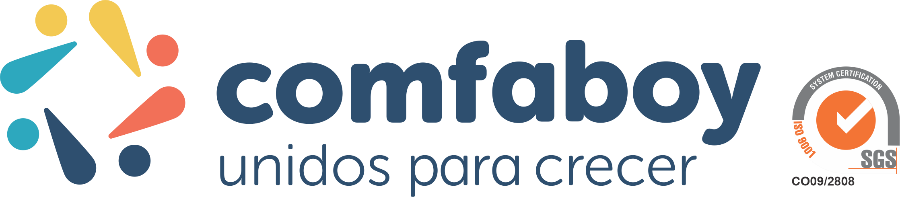 comfaboy
unidos para crecer
SYSTEM CERTIFICATION
ISO 9001
SGS
CO09/2808